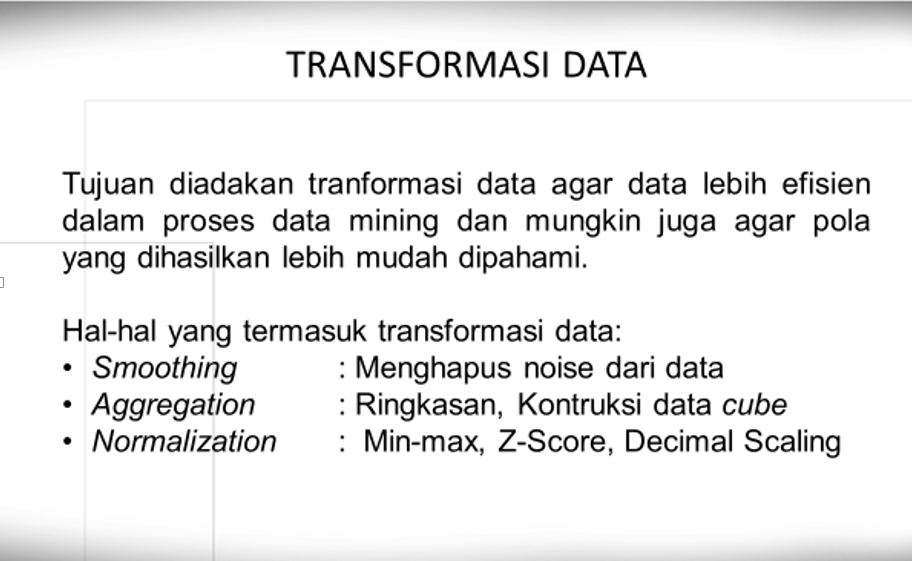 TRANSFORMASI DATA
Tujuan diadakan tranformasi data agar data lebih efisien
dalam proses data mining dan mungkin juga agar pola
yang dihasilkan lebih mudah dipahami.
Hal-hal yang termasuk transformasi data:
• Smoothing : Menghapus noise dari data
• Aggregation : Ringkasan, Kontruksi data cube
• Normalization : Min-max, Z-Score, Decimal Scaling